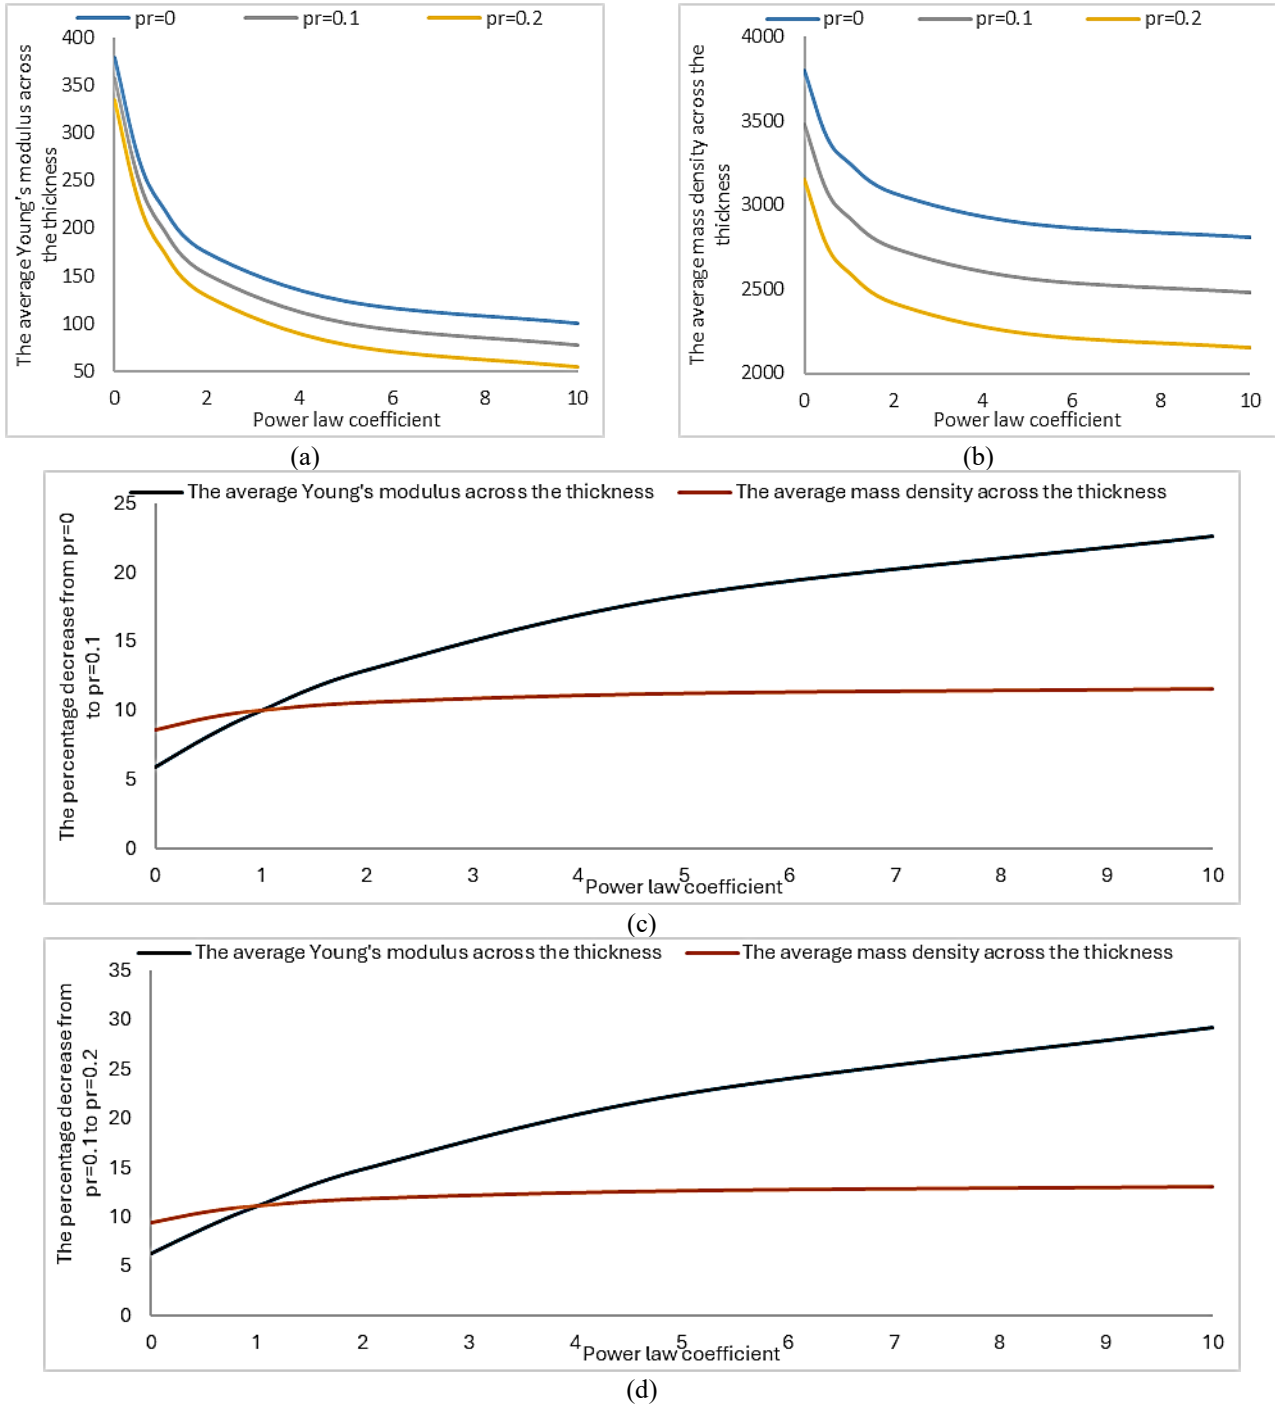 pr=0 pr=0.1 pr=0.2
The average Young's modulus across
the thickness
400
350
300
250
200
150
100
50
0 2 4 6 8 10
Power law coefficient
(a)
pr=0 pr=0.1 pr=0.2
The average mass density across the
thickness
4000
3500
3000
2500
2000
0 2 4 6 8 10
Power law coefficient
(b)
The average Young's modulus across the thickness The average mass density across the thickness
The percentage decrease from pr=0
to pr=0.1
25
20
15
10
5
0
0 1 2 3 4 5 6 7 8 9 10
Power law coefficient
(c)
The average Young's modulus across the thickness The average mass density across the thickness
The percentage decrease from
pr=0.1 to pr=0.2
35
30
25
20
15
10
5
0
0 1 2 3 4 5 6 7 8 9 10
Power law coefficient
(d)